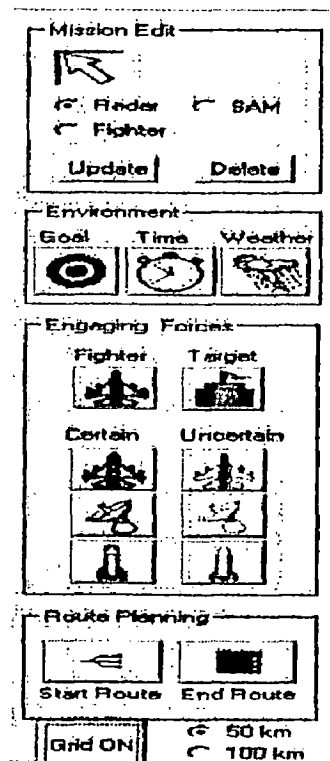 Mission Edit
Radar SAM
Fighter
Update Delete
Environment
Goal Time Weather
Engaging Forces
Fighter Target
Certain Uncertain
Route Planning
Start Route End Route
Grid ON
50 km
100 km